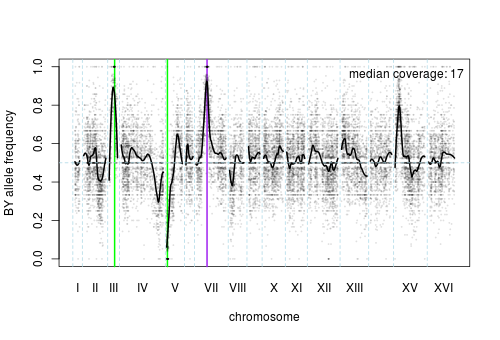 median coverage: 17
BY allele frequency
1.0
0.8
0.6
0.4
0.2
0.0
I II III IV V VII VIII X XI XII XIII XV XVI
chromosome